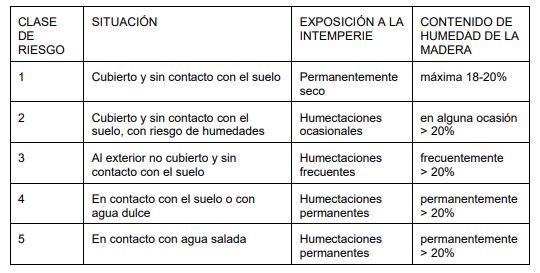 CLASE DE RIESGO
SITUACIÓN
EXPOSICIÓN A LA INTEMPERIE
CONTENIDO DE HUMEDAD DE LA MADERA
1
Cubierto y sin contacto con el suelo
Permanentemente seco
máxima 18-20%
2
Cubierto y sin contacto con el suelo, con riesgo de humedades
Humectaciones ocasionales
en alguna ocasión > 20%
3
Al exterior no cubierto y sin contacto con el suelo
Humectaciones frecuentes
frecuentemente > 20%
4
En contacto con el suelo o con agua dulce
Humectaciones permanentes
permanentemente > 20%
5
En contacto con agua salada
Humectaciones permanentes
permanentemente > 20%